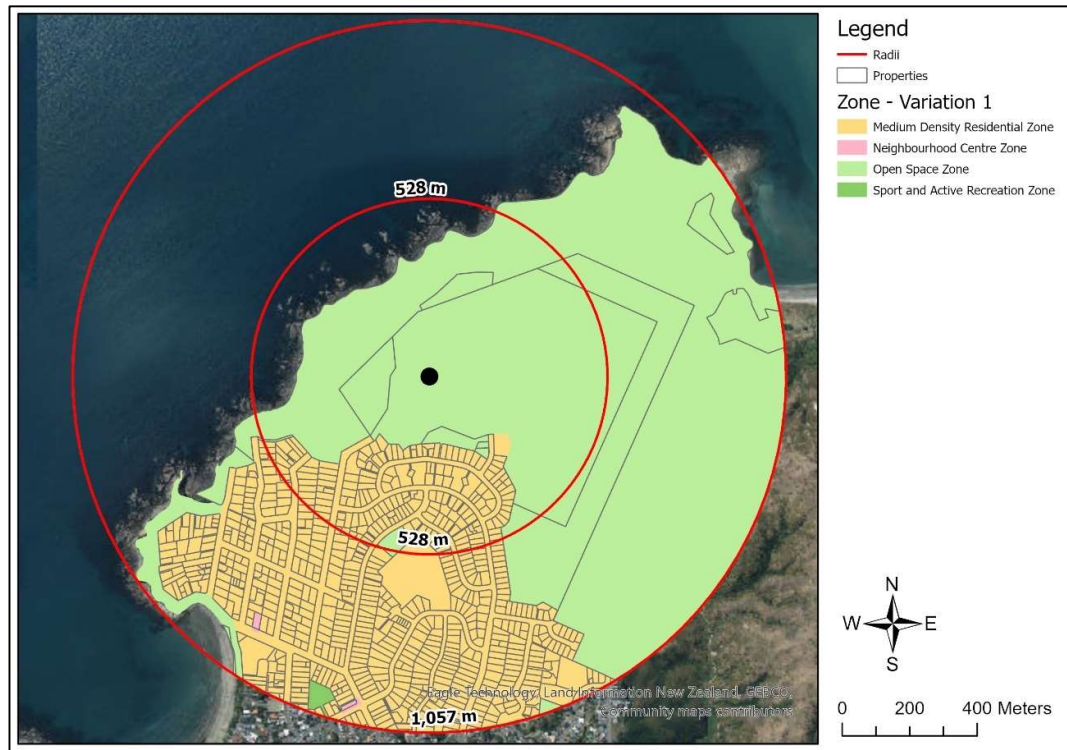 528 m
528 m
1,057 m
Eagle Technology, Land Information New Zealand, GEBCO,
Community maps contributors
Legend
Radii
Properties
Zone - Variation 1
Medium Density Residential Zone
Neighbourhood Centre Zone
Open Space Zone
Sport and Active Recreation Zone
N
W E
S
0 200 400 Meters